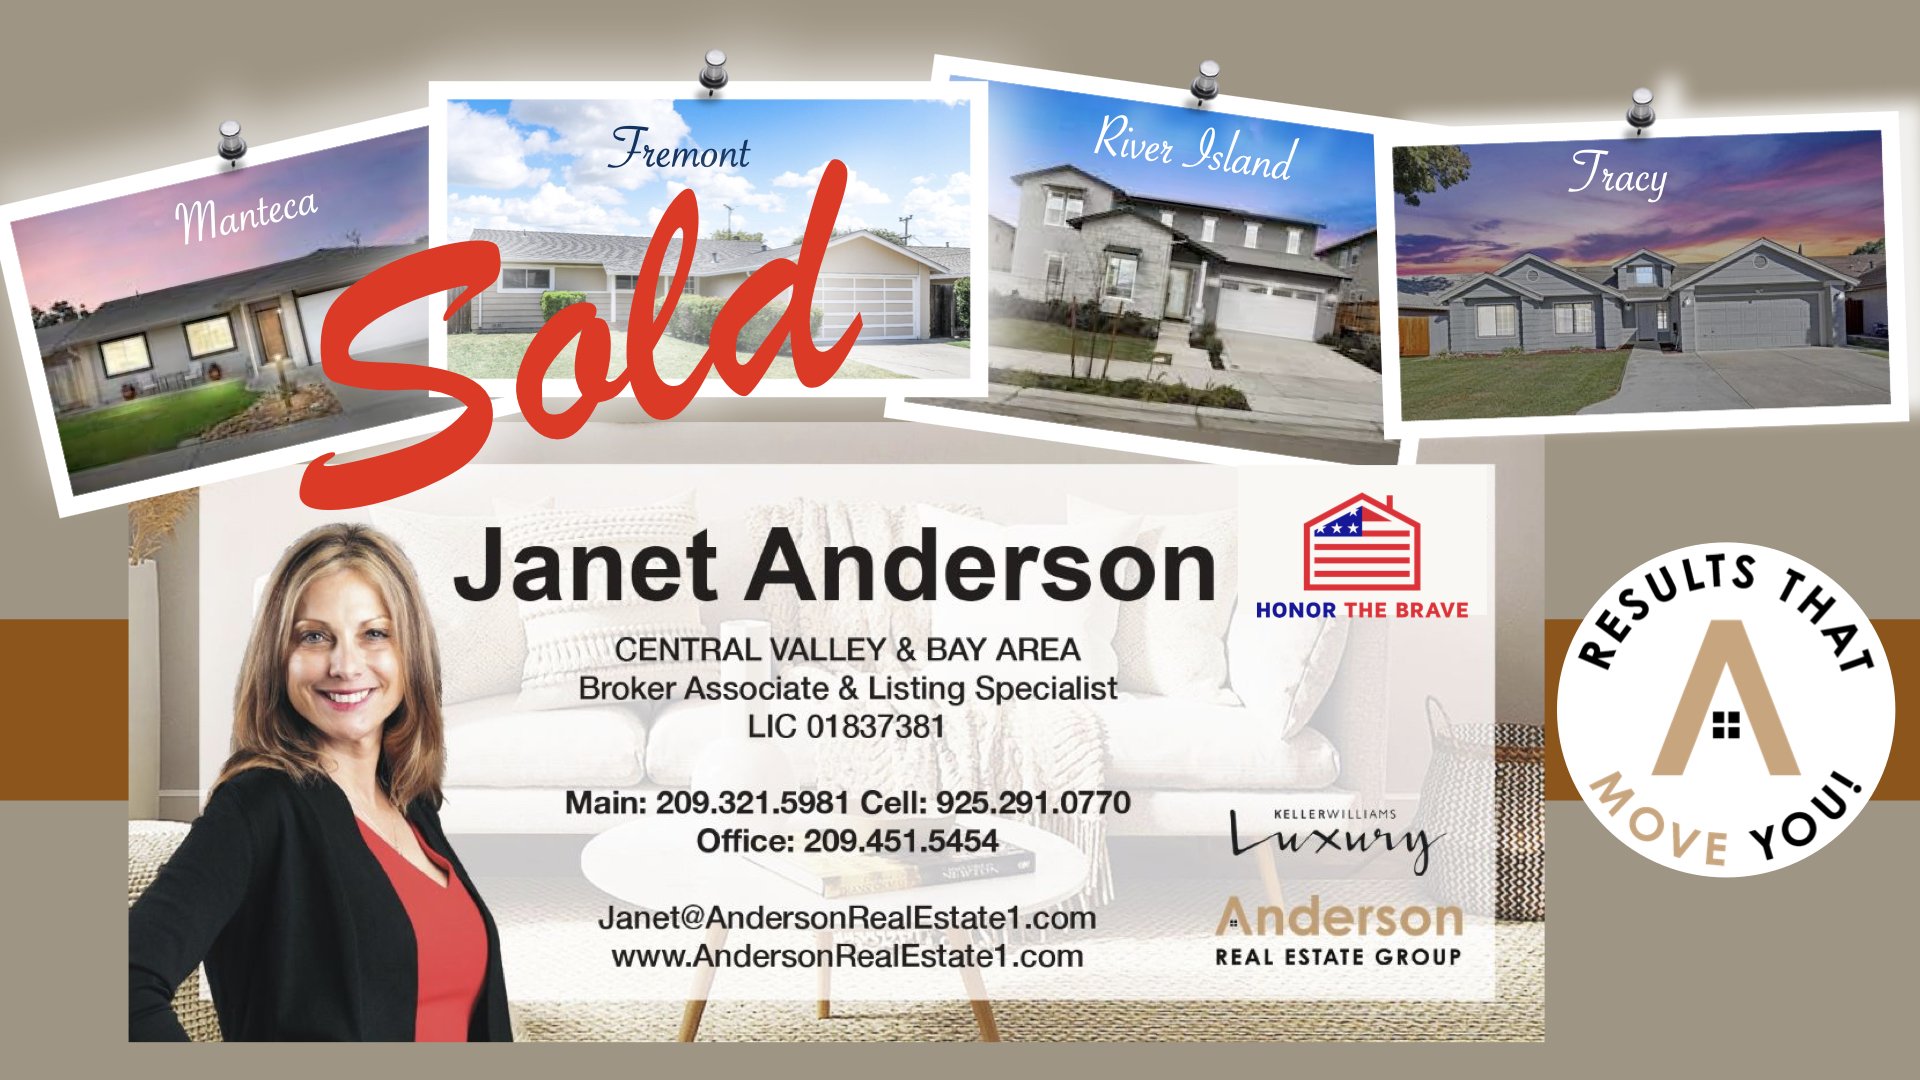 Manteca
Fremont
River Island
Tracy
Sold
Janet Anderson
CENTRAL VALLEY & BAY AREA
Broker Associate & Listing Specialist
LIC 01837381
Main: 209.321.5981 Cell: 925.291.0770
Office: 209.451.5454
Janet@AndersonRealEstate1.com
www.AndersonRealEstate1.com
HONOR THE BRAVE
KELLERWILLIAMS
Luxury
Anderson
REAL ESTATE GROUP
RESULTS THAT
MOVE YOU!